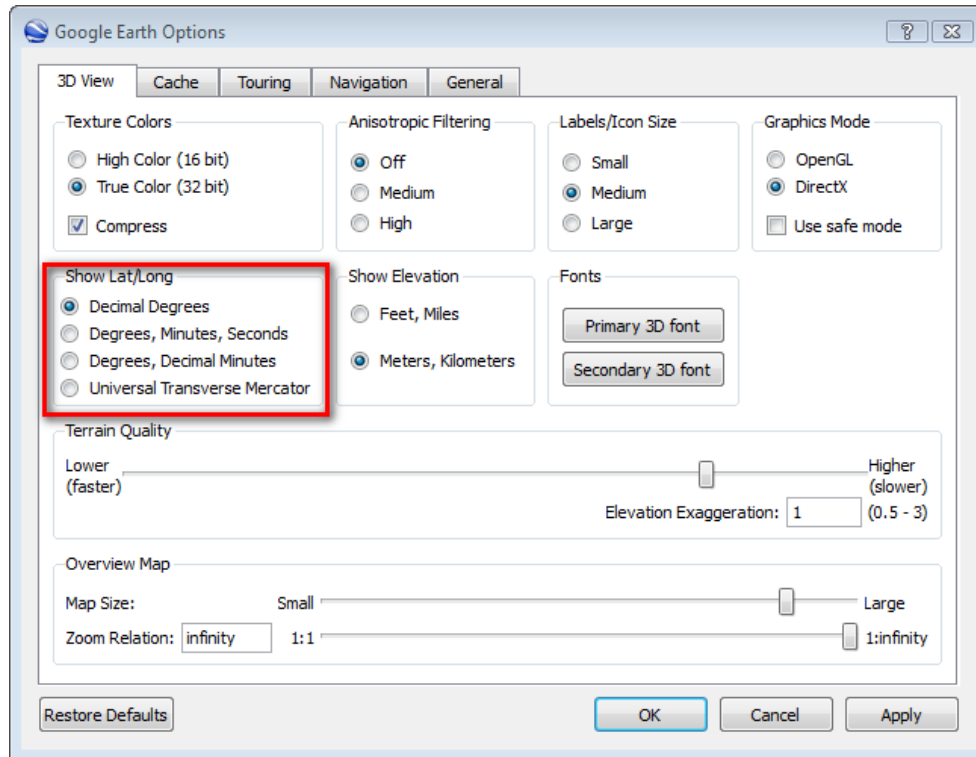 Google Earth Options
3D View Cache Touring Navigation General
Texture Colors
High Color (16 bit)
True Color (32 bit)
Compress
Anisotropic Filtering
Off
Medium
High
Labels/Icon Size
Small
Medium
Large
Graphics Mode
OpenGL
DirectX
Use safe mode
Show Lat/Long
Decimal Degrees
Degrees, Minutes, Seconds
Degrees, Decimal Minutes
Universal Transverse Mercator
Show Elevation
Feet, Miles
Meters, Kilometers
Fonts
Primary 3D font
Secondary 3D font
Terrain Quality
Lower
(faster)
Higher
(slower)
Elevation Exaggeration: 1 (0.5 - 3)
Overview Map
Map Size: Small Large
Zoom Relation: infinity 1:1 1:infinity
Restore Defaults OK Cancel Apply